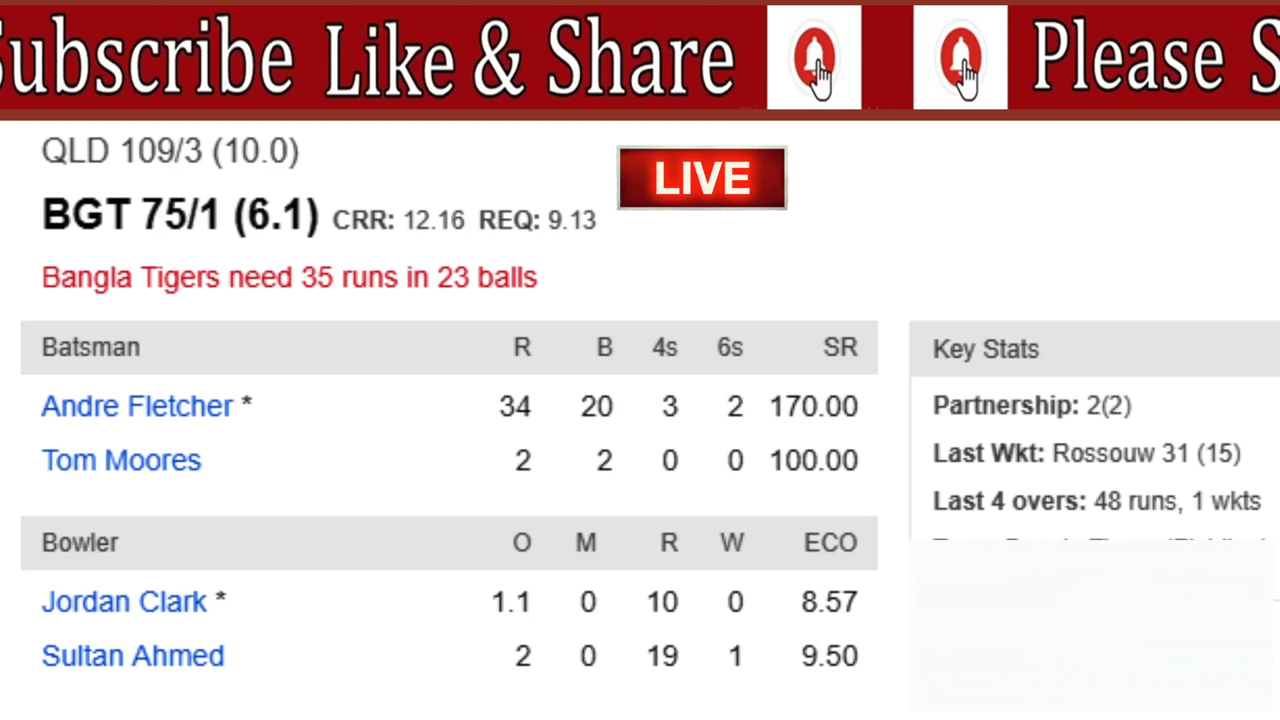 Subscribe Like & Share Please S
QLD 109/3 (10.0)
LIVE
BGT 75/1 (6.1) CRR: 12.16 REQ: 9.13
Bangla Tigers need 35 runs in 23 balls
Batsman R B 4s 6s SR
Andre Fletcher * 34 20 3 2 170.00
Tom Moores 2 2 0 0 100.00
Bowler O M R W ECO
Jordan Clark * 1.1 0 10 0 8.57
Sultan Ahmed 2 0 19 1 9.50
Key Stats
Partnership: 2(2)
Last Wkt: Rossouw 31 (15)
Last 4 overs: 48 runs, 1 wkts